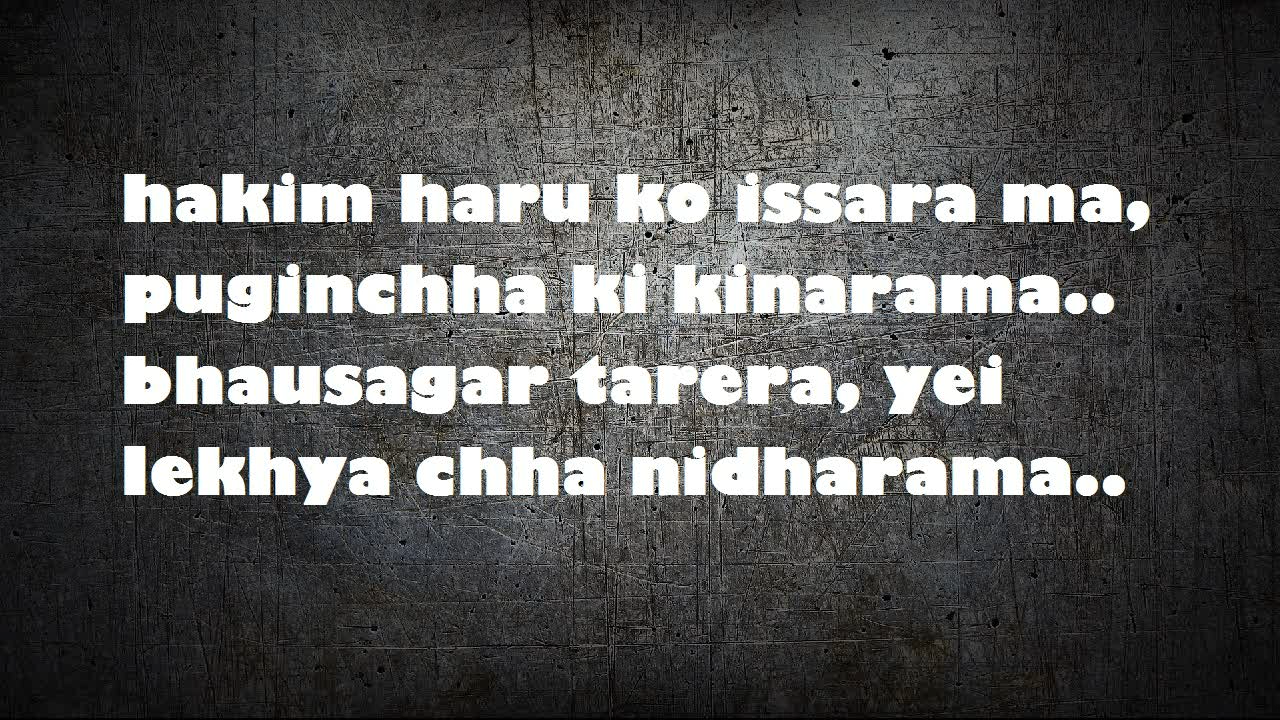 hakim haru ko issara ma,
puginchha ki kinarama..
bhausagar tarera, yei
lekhya chha nidharama..